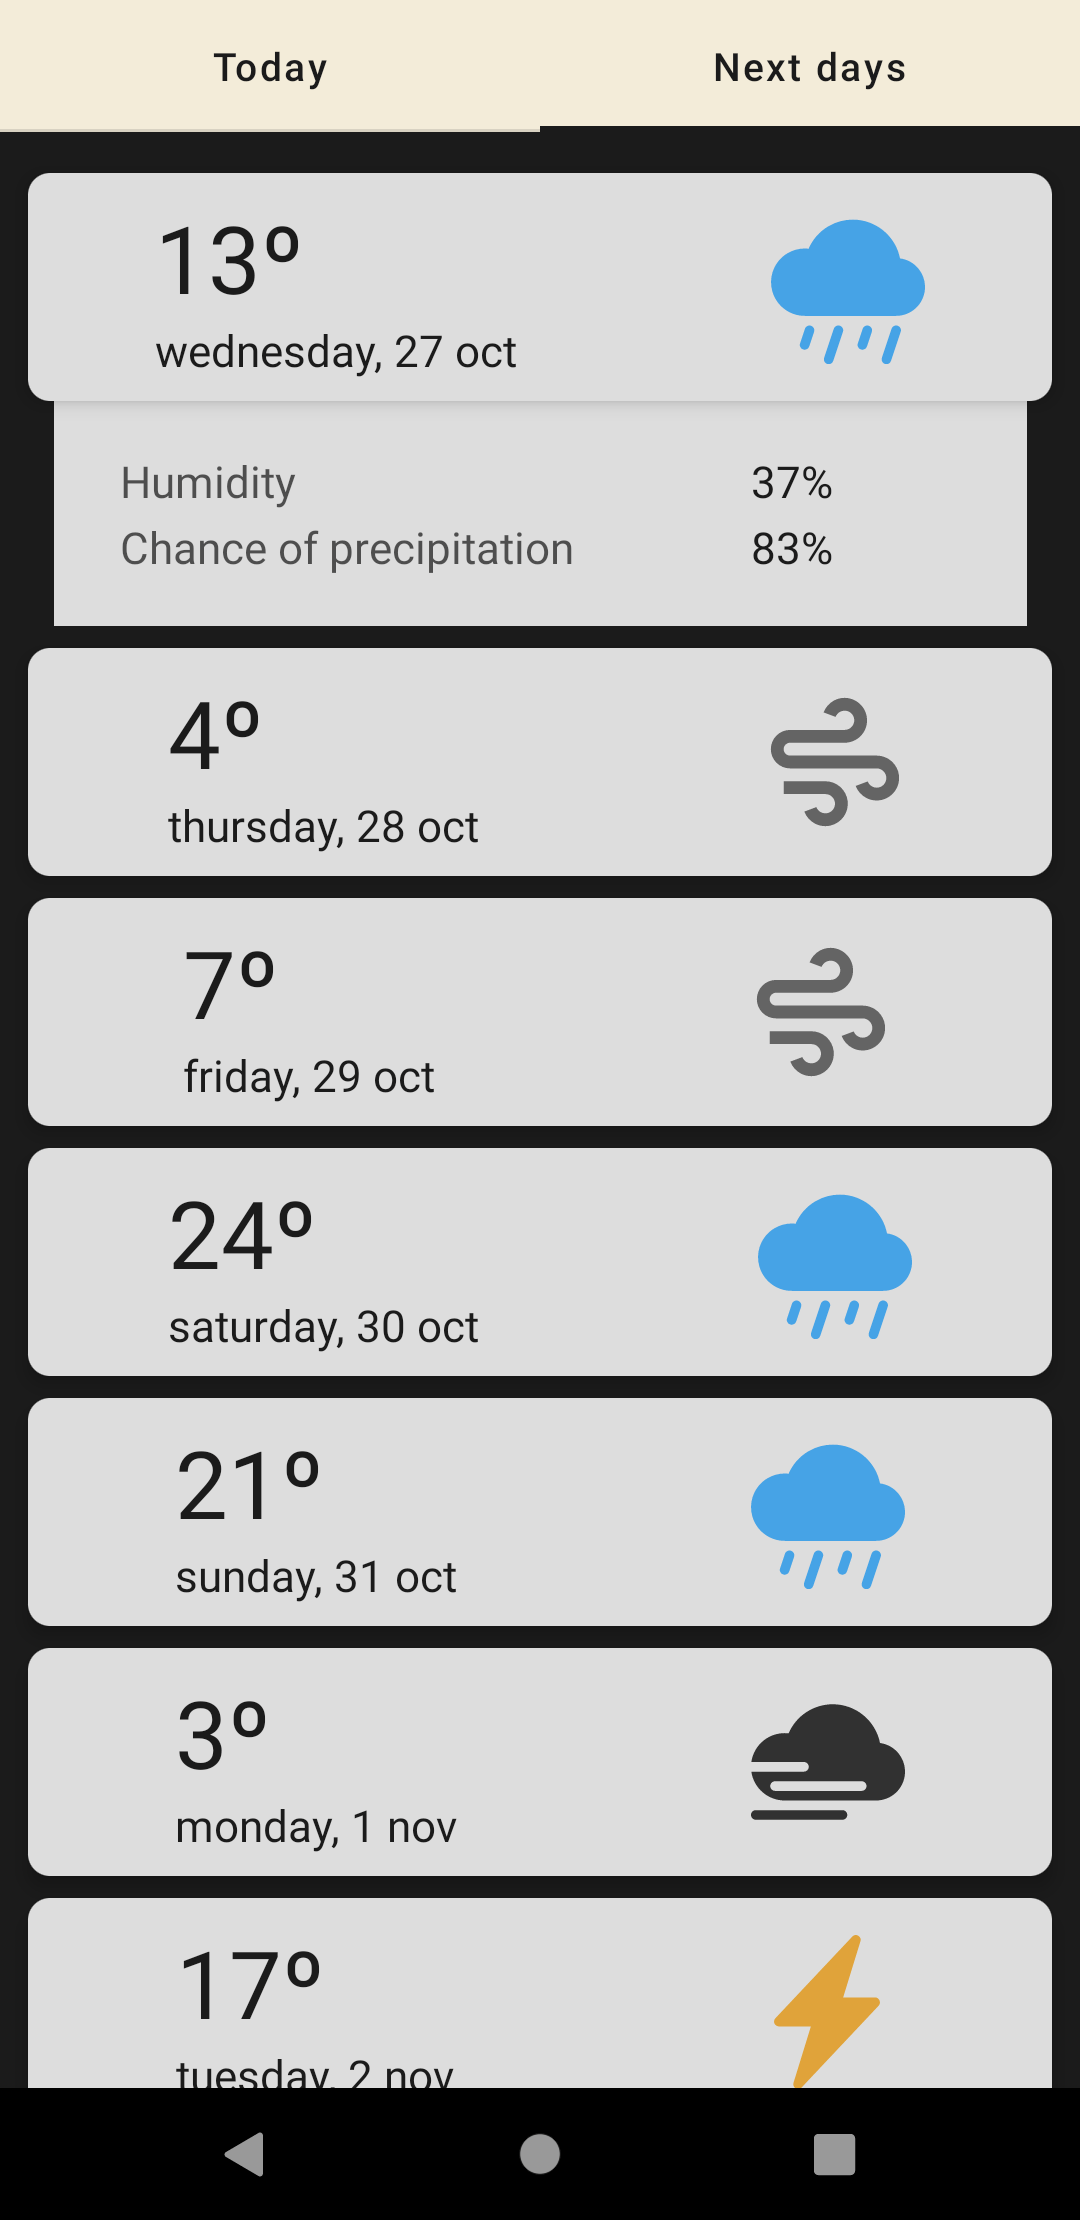 Today
Next days
13º
wednesday, 27 oct
Humidity 37%
Chance of precipitation 83%
4º
thursday, 28 oct
7º
friday, 29 oct
24º
saturday, 30 oct
21º
sunday, 31 oct
3º
monday, 1 nov
17º
tuesday, 2 nov